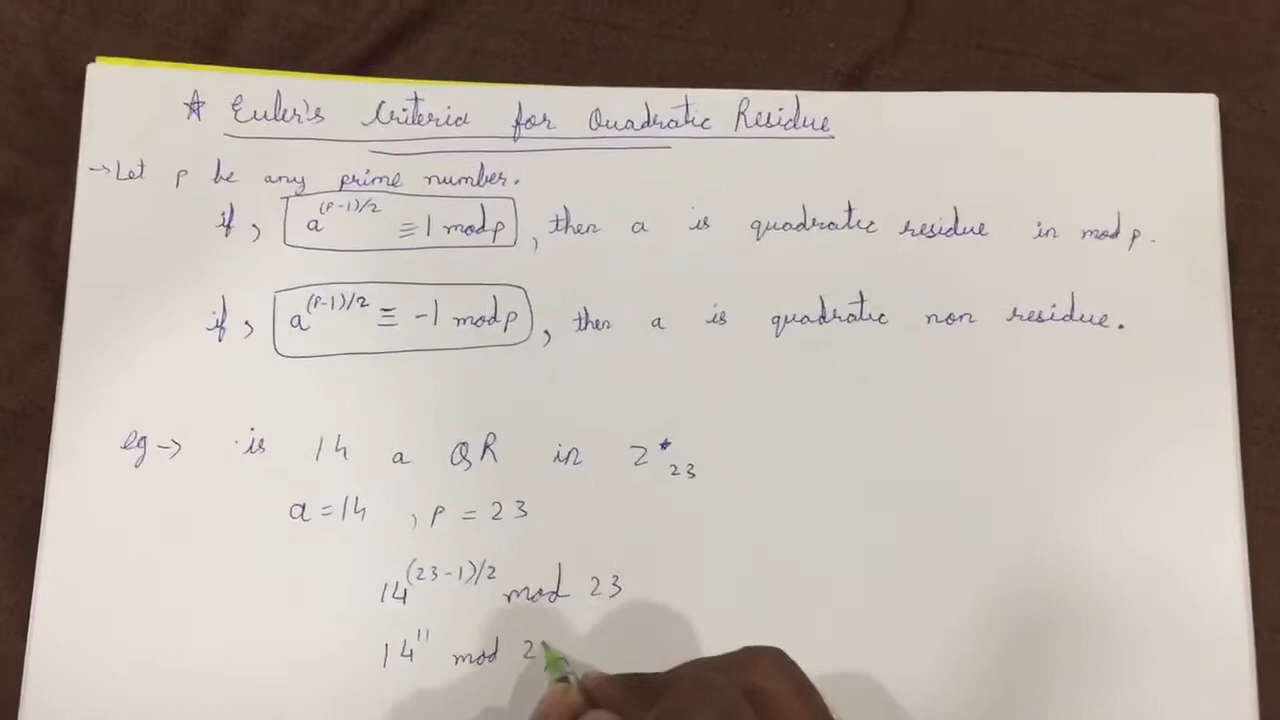 ☆ Euler's Criteria for Quadratic Residue
→ Let p be any prime number.
if, a^(P-1)/2 ≡ 1 mod p, then a is quadratic residue in mod p.
if, a^(P-1)/2 ≡ -1 mod p, then a is quadratic non residue.
eg → is 14 a QR in Z*₂₃
a = 14, p = 23
14^(23-1)/2 mod 23
14^11 mod 2